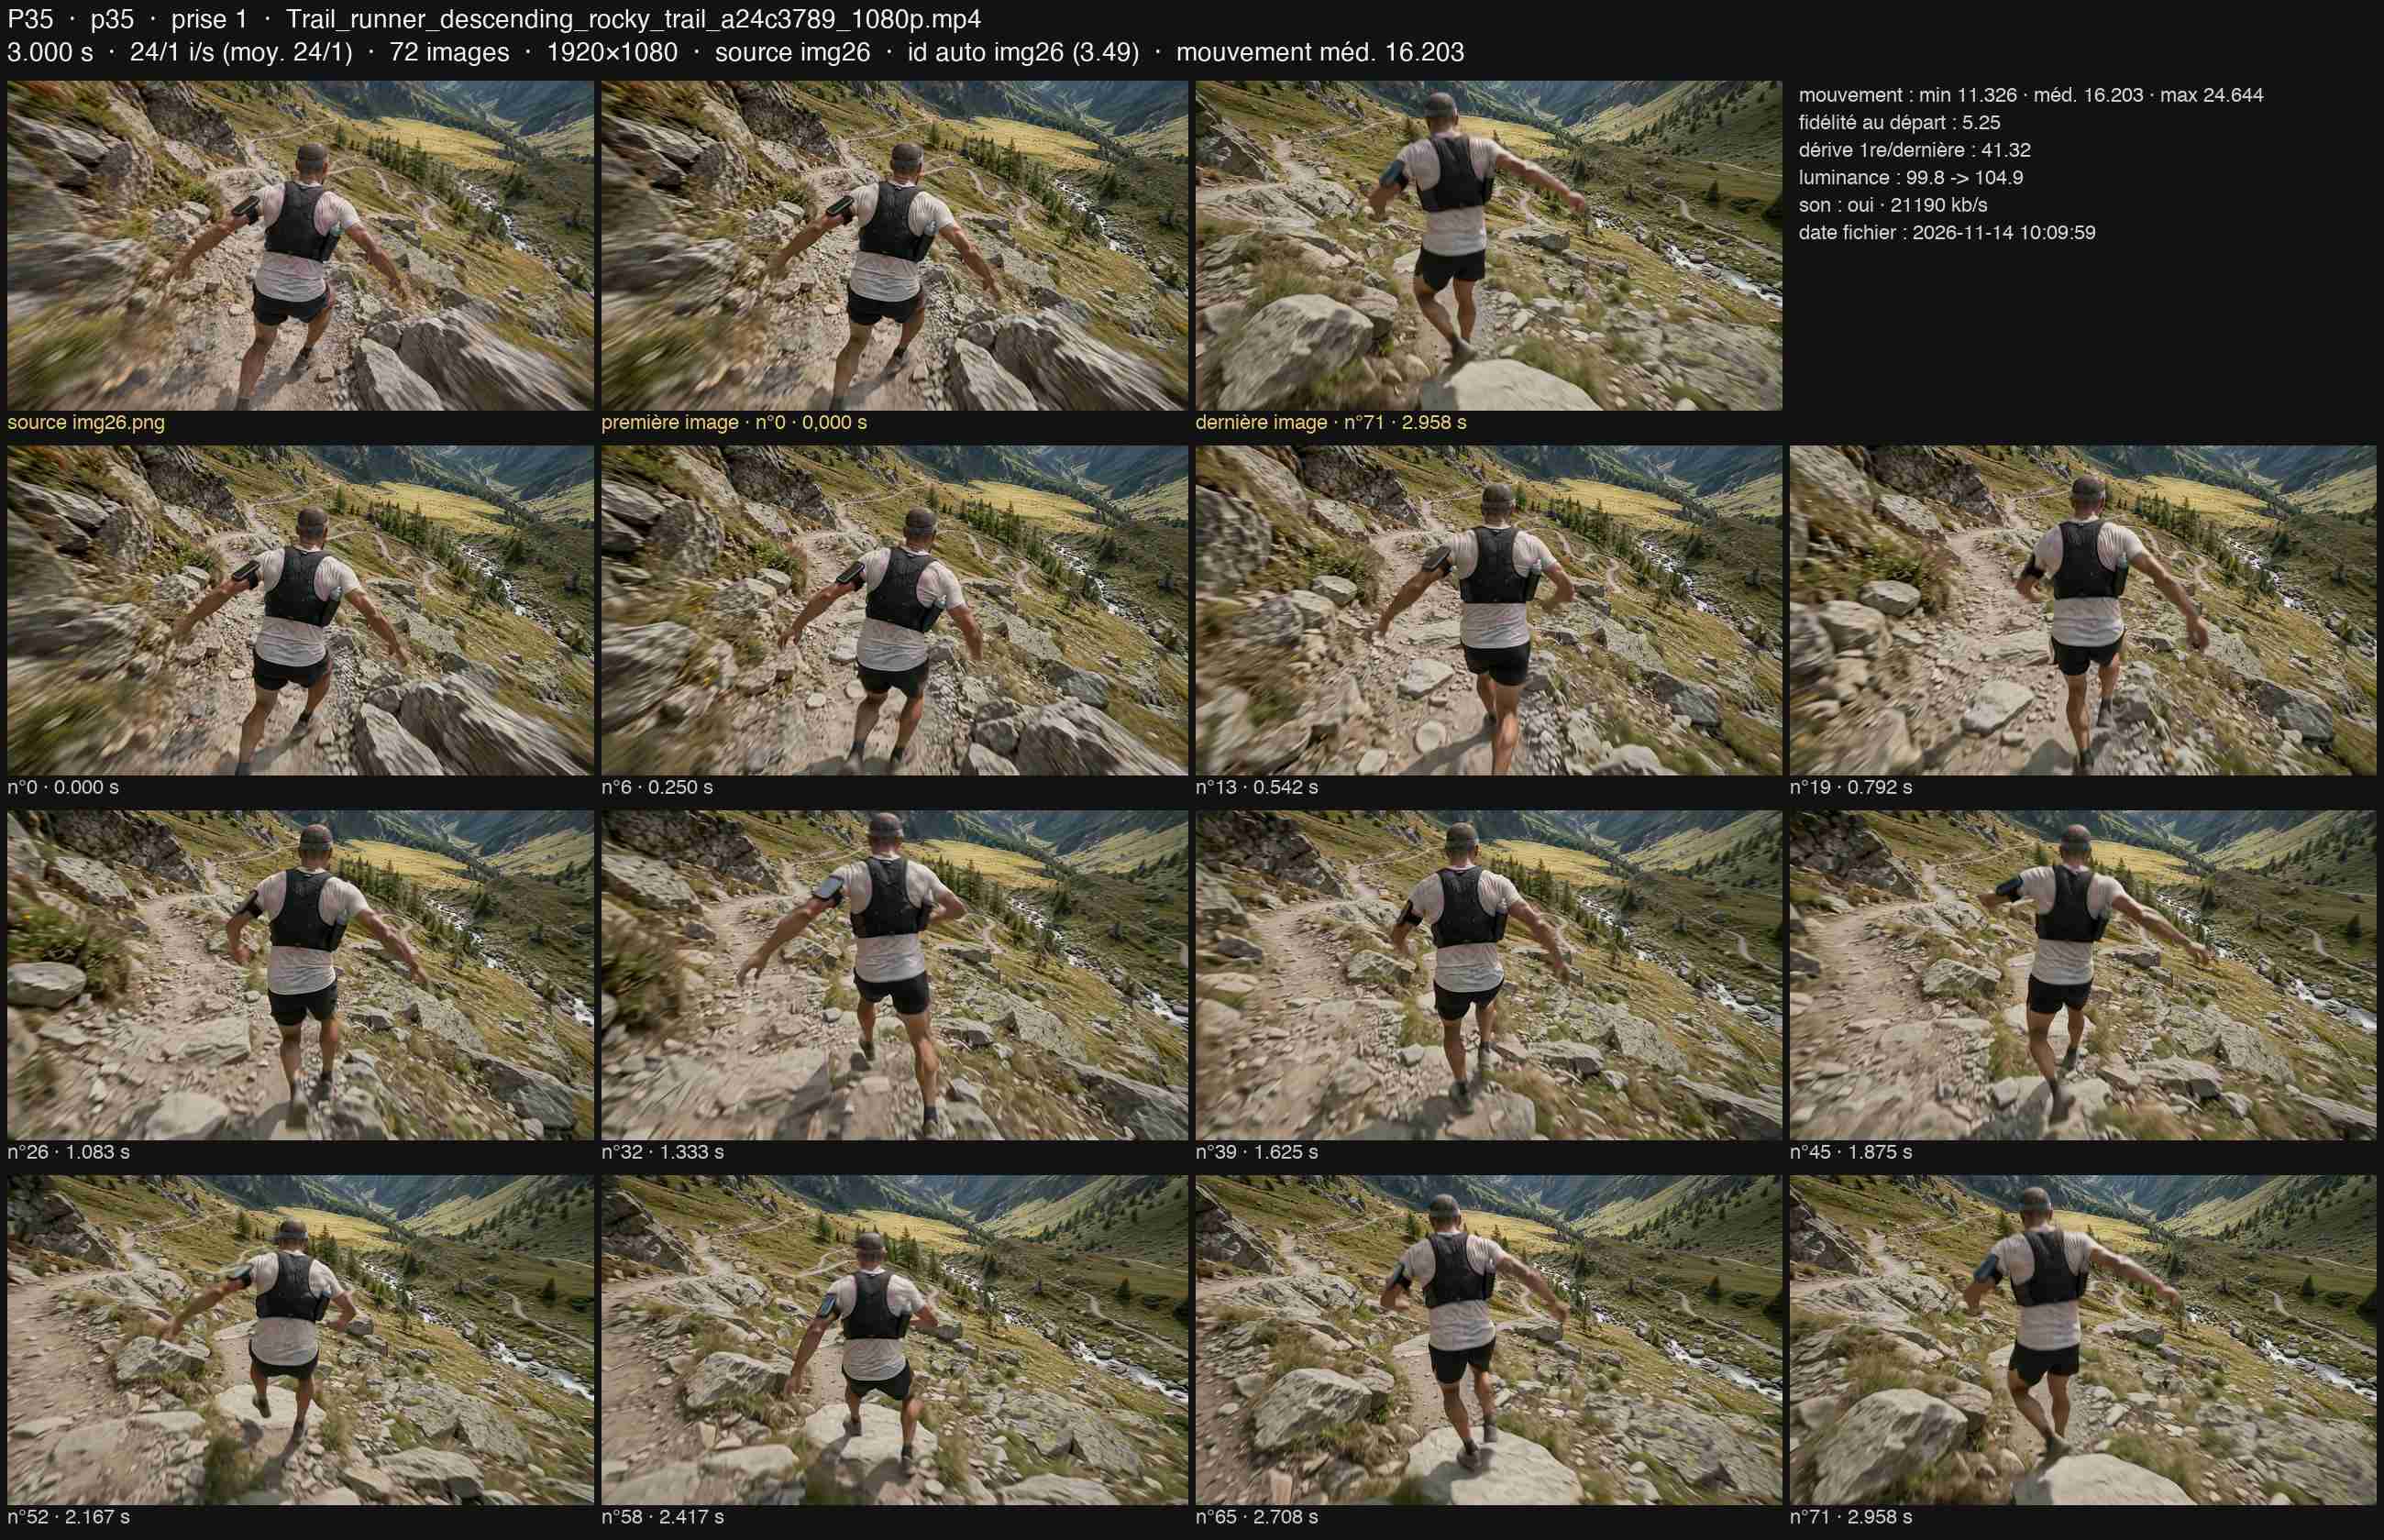 P35 · p35 · prise 1 · Trail_runner_descending_rocky_trail_a24c3789_1080p.mp4
3.000 s · 24/1 i/s (moy. 24/1) · 72 images · 1920×1080 · source img26 · id auto img26 (3.49) · mouvement méd. 16.203
mouvement : min 11.326 · méd. 16.203 · max 24.644
fidélité au départ : 5.25
dérive 1re/dernière : 41.32
luminance : 99.8 -> 104.9
son : oui · 21190 kb/s
date fichier : 2026-11-14 10:09:59
source img26.png
première image · n°0 · 0,000 s
dernière image · n°71 · 2.958 s
n°0 · 0.000 s
n°6 · 0.250 s
n°13 · 0.542 s
n°19 · 0.792 s
n°26 · 1.083 s
n°32 · 1.333 s
n°39 · 1.625 s
n°45 · 1.875 s
n°52 · 2.167 s
n°58 · 2.417 s
n°65 · 2.708 s
n°71 · 2.958 s